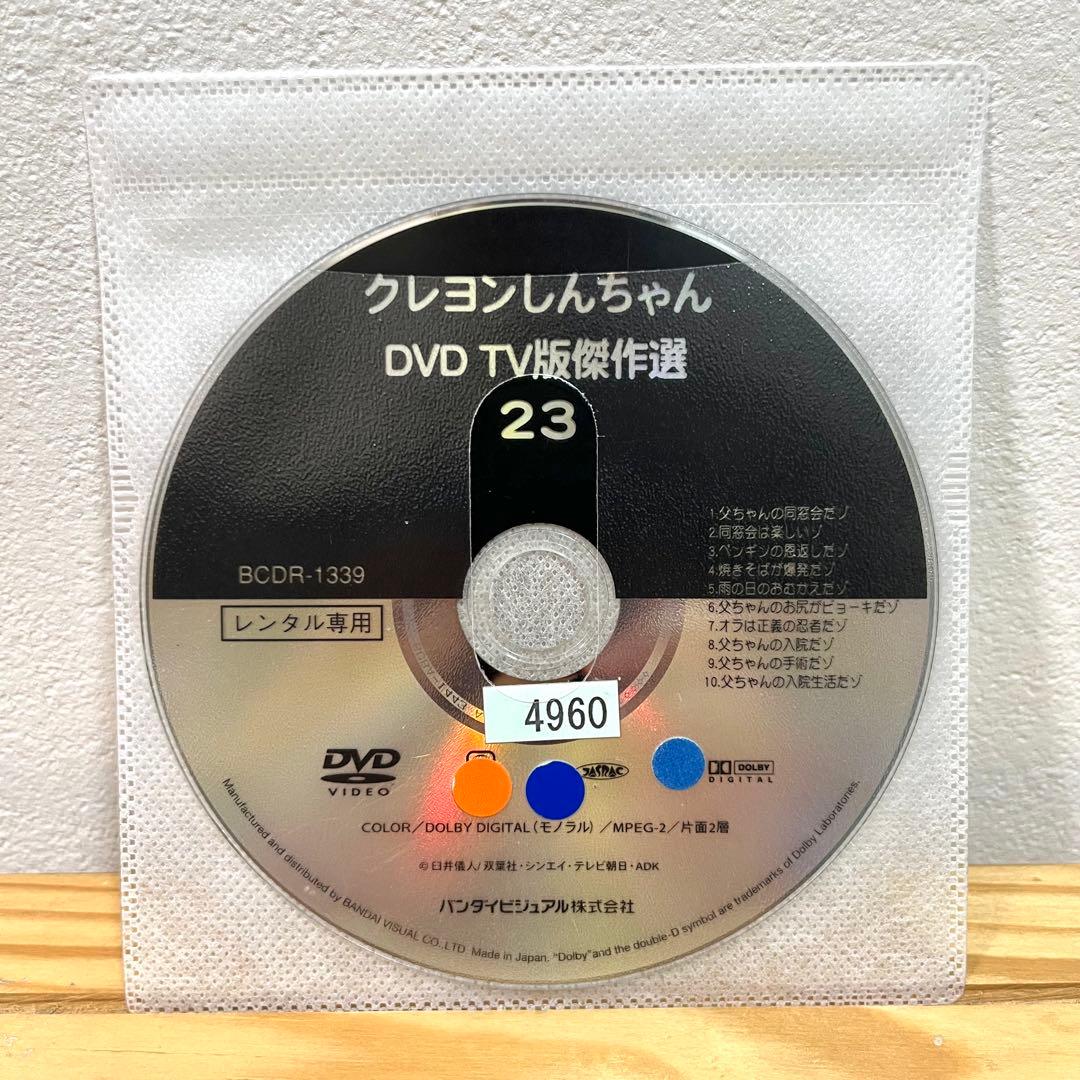 クレヨンしんちゃん
DVD TV版傑作選
23
1.父ちゃんの同窓会だゾ
2.同窓会は楽しいゾ
3.ペンギンの恩返しだゾ
4.焼きそばが爆発だゾ
5.雨の日のおむかえだゾ
6.父ちゃんのお尻がビョーキだゾ
7.オラは正義の忍者だゾ
8.父ちゃんの入院だゾ
9.父ちゃんの手術だゾ
10.父ちゃんの入院生活だゾ
BCDR-1339
レンタル専用
4960
DVD
VIDEO
JASRAC
DOLBY
DIGITAL
COLOR／DOLBY DIGITAL（モノラル）／MPEG-2／片面2層
©臼井儀人/双葉社・シンエイ・テレビ朝日・ADK
バンダイビジュアル株式会社
Manufactured and distributed by BANDAI VISUAL CO.,LTD. Made in Japan. "Dolby"and the double-D symbol are trademarks of Dolby Laboratories.